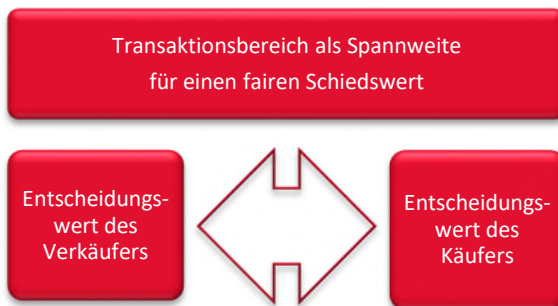 Transaktionsbereich als Spannweite
für einen fairen Schiedswert
Entscheidungs-
wert des
Verkäufers
Entscheidungs-
wert des
Käufers